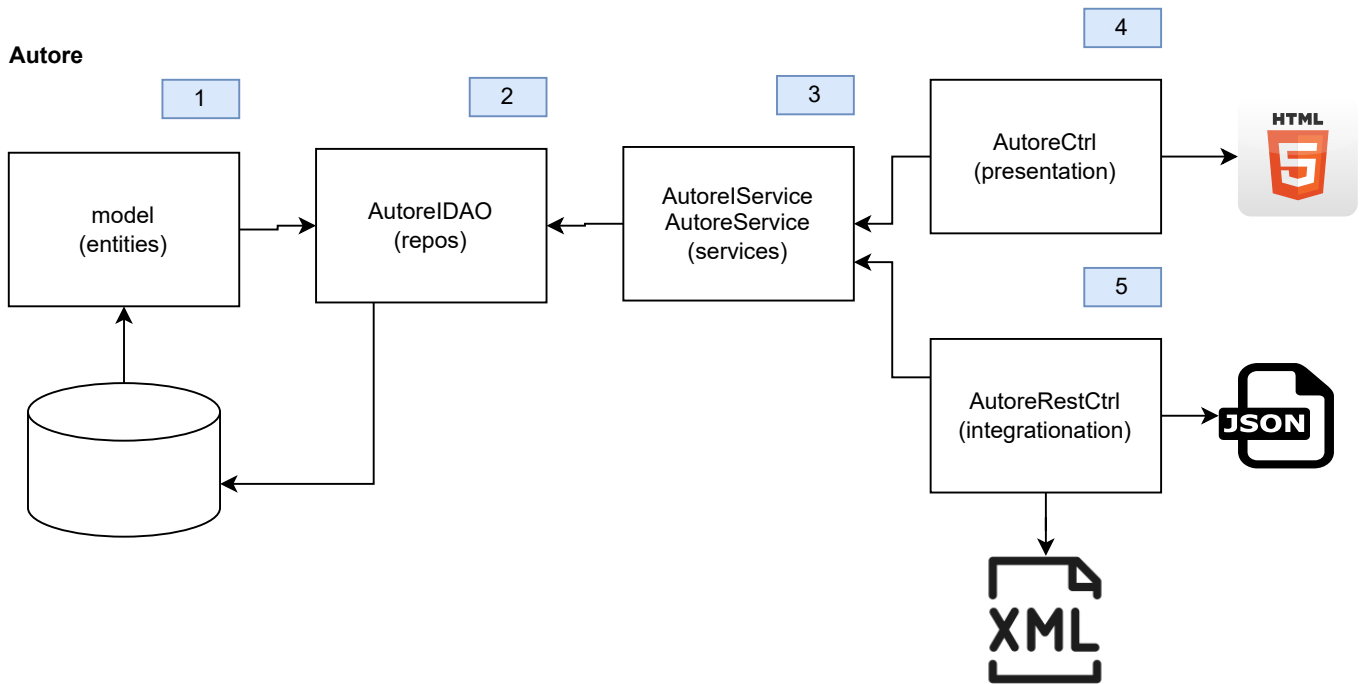 Autore
1
2
3
4
model
(entities)
AutoreIDAO
(repos)
AutoreIService
AutoreService
(services)
AutoreCtrl
(presentation)
HTML
5
5
AutoreRestCtrl
(integrationation)
JSON
XML